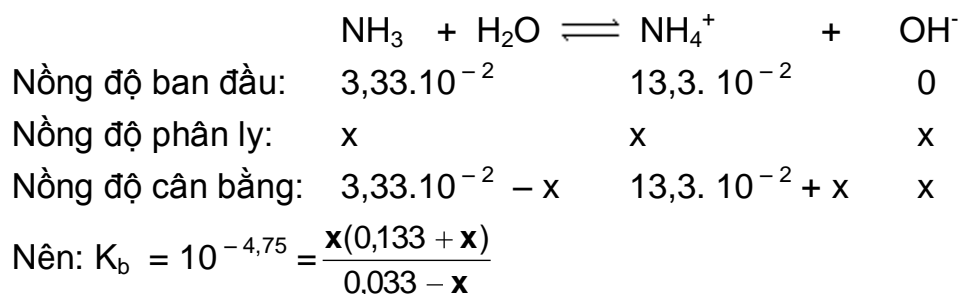 NH₃ + H₂O ⇌ NH₄⁺ + OH⁻
Nồng độ ban đầu: 3,33.10⁻² 13,3. 10⁻² 0
Nồng độ phân ly: x x x
Nồng độ cân bằng: 3,33.10⁻² – x 13,3. 10⁻² + x x
Nên: K_b = 10⁻⁴,⁷⁵ = x(0,133 + x) / 0,033 − x